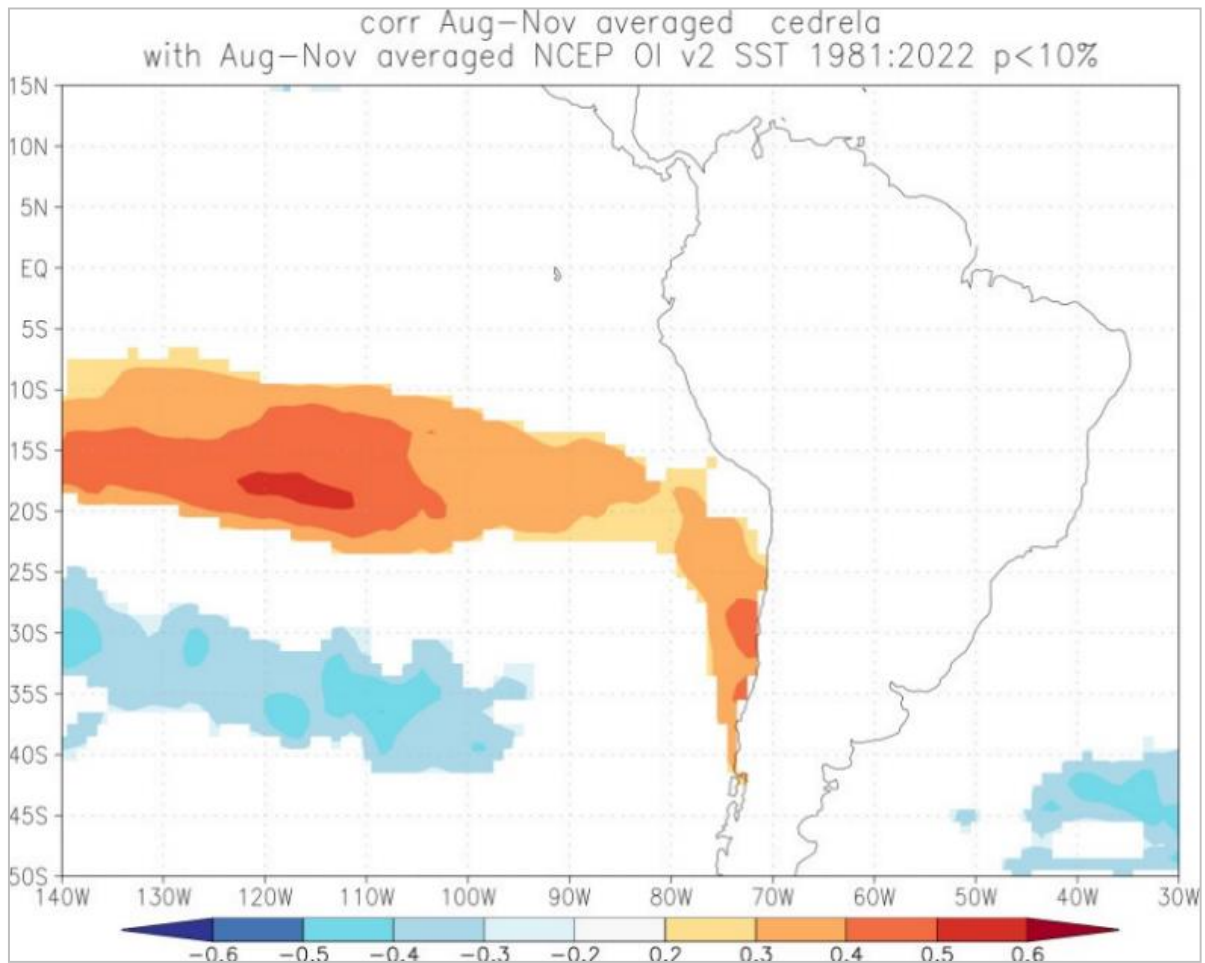 corr Aug-Nov averaged cedrela
with Aug-Nov averaged NCEP OI v2 SST 1981:2022 p<10%
15N
10N
5N
EQ
5S
10S
15S
20S
25S
30S
35S
40S
45S
50S
140W 130W 120W 110W 100W 90W 80W 70W 60W 50W 40W 30W
-0.6 -0.5 -0.4 -0.3 -0.2 0.2 0.3 0.4 0.5 0.6